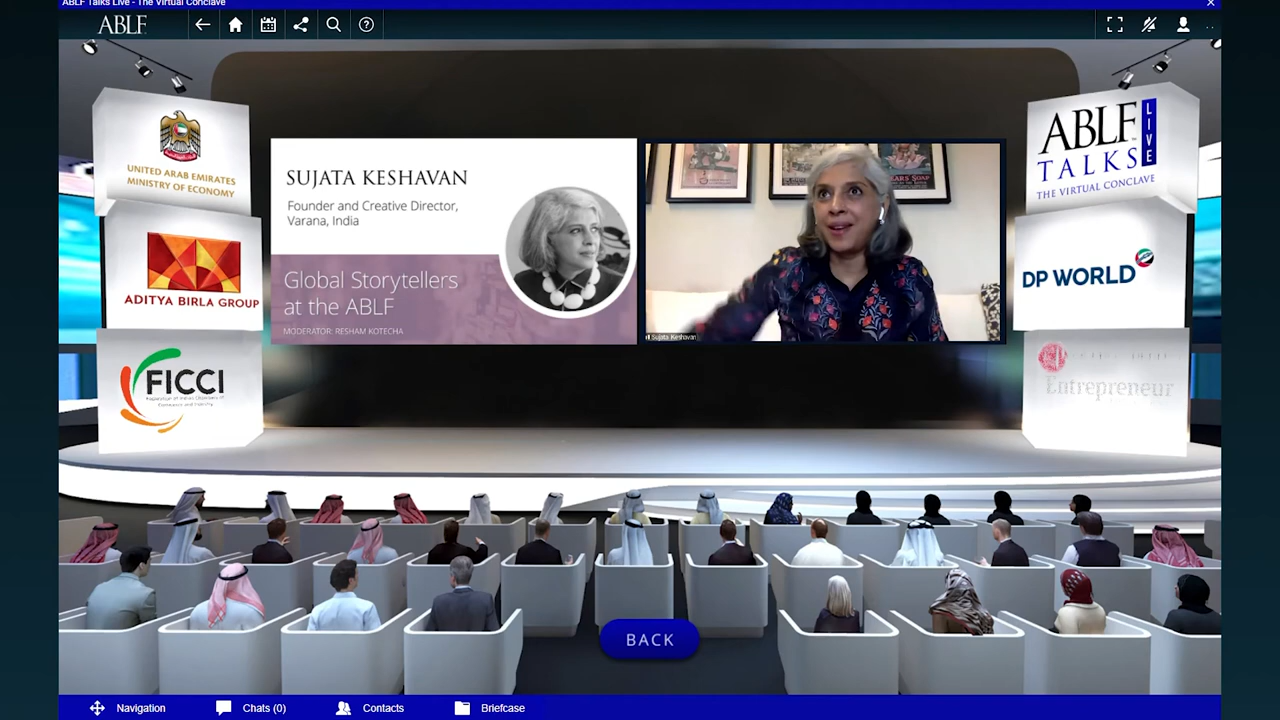 ABLF Talks Live - The Virtual Conclave
ABLF
UNITED ARAB EMIRATES
MINISTRY OF ECONOMY
ADITYA BIRLA GROUP
FICCI
SUJATA KESHAVAN
Founder and Creative Director,
Varana, India
Global Storytellers
at the ABLF
MODERATOR: RESHAM KOTECHA
Sujata Keshavan
ABLF
LIVE
TALKS
THE VIRTUAL CONCLAVE
DP WORLD
Entrepreneur
BACK
Navigation
Chats (0)
Contacts
Briefcase